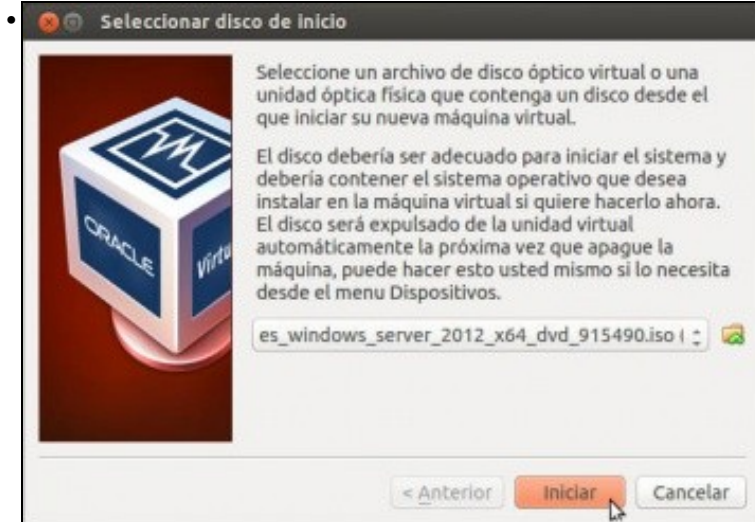 Seleccionar disco de inicio
Seleccione un archivo de disco óptico virtual o una
unidad óptica física que contenga un disco desde el
que iniciar su nueva máquina virtual.
El disco debería ser adecuado para iniciar el sistema y
debería contener el sistema operativo que desea
instalar en la máquina virtual si quiere hacerlo ahora.
El disco será expulsado de la unidad virtual
automáticamente la próxima vez que apague la
máquina, puede hacer esto usted mismo si lo necesita
desde el menu Dispositivos.
ORACLE
Virtu
es_windows_server_2012_x64_dvd_915490.iso (
< Anterior Iniciar Cancelar